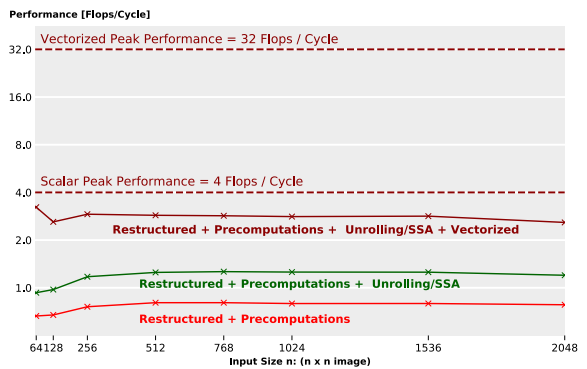 Performance [Flops/Cycle]
Vectorized Peak Performance = 32 Flops / Cycle
32.0
16.0
8.0
Scalar Peak Performance = 4 Flops / Cycle
4.0
Restructured + Precomputations + Unrolling/SSA + Vectorized
2.0
Restructured + Precomputations + Unrolling/SSA
1.0
Restructured + Precomputations
64 128 256 512 768 1024 1536 2048
Input Size n: (n x n image)